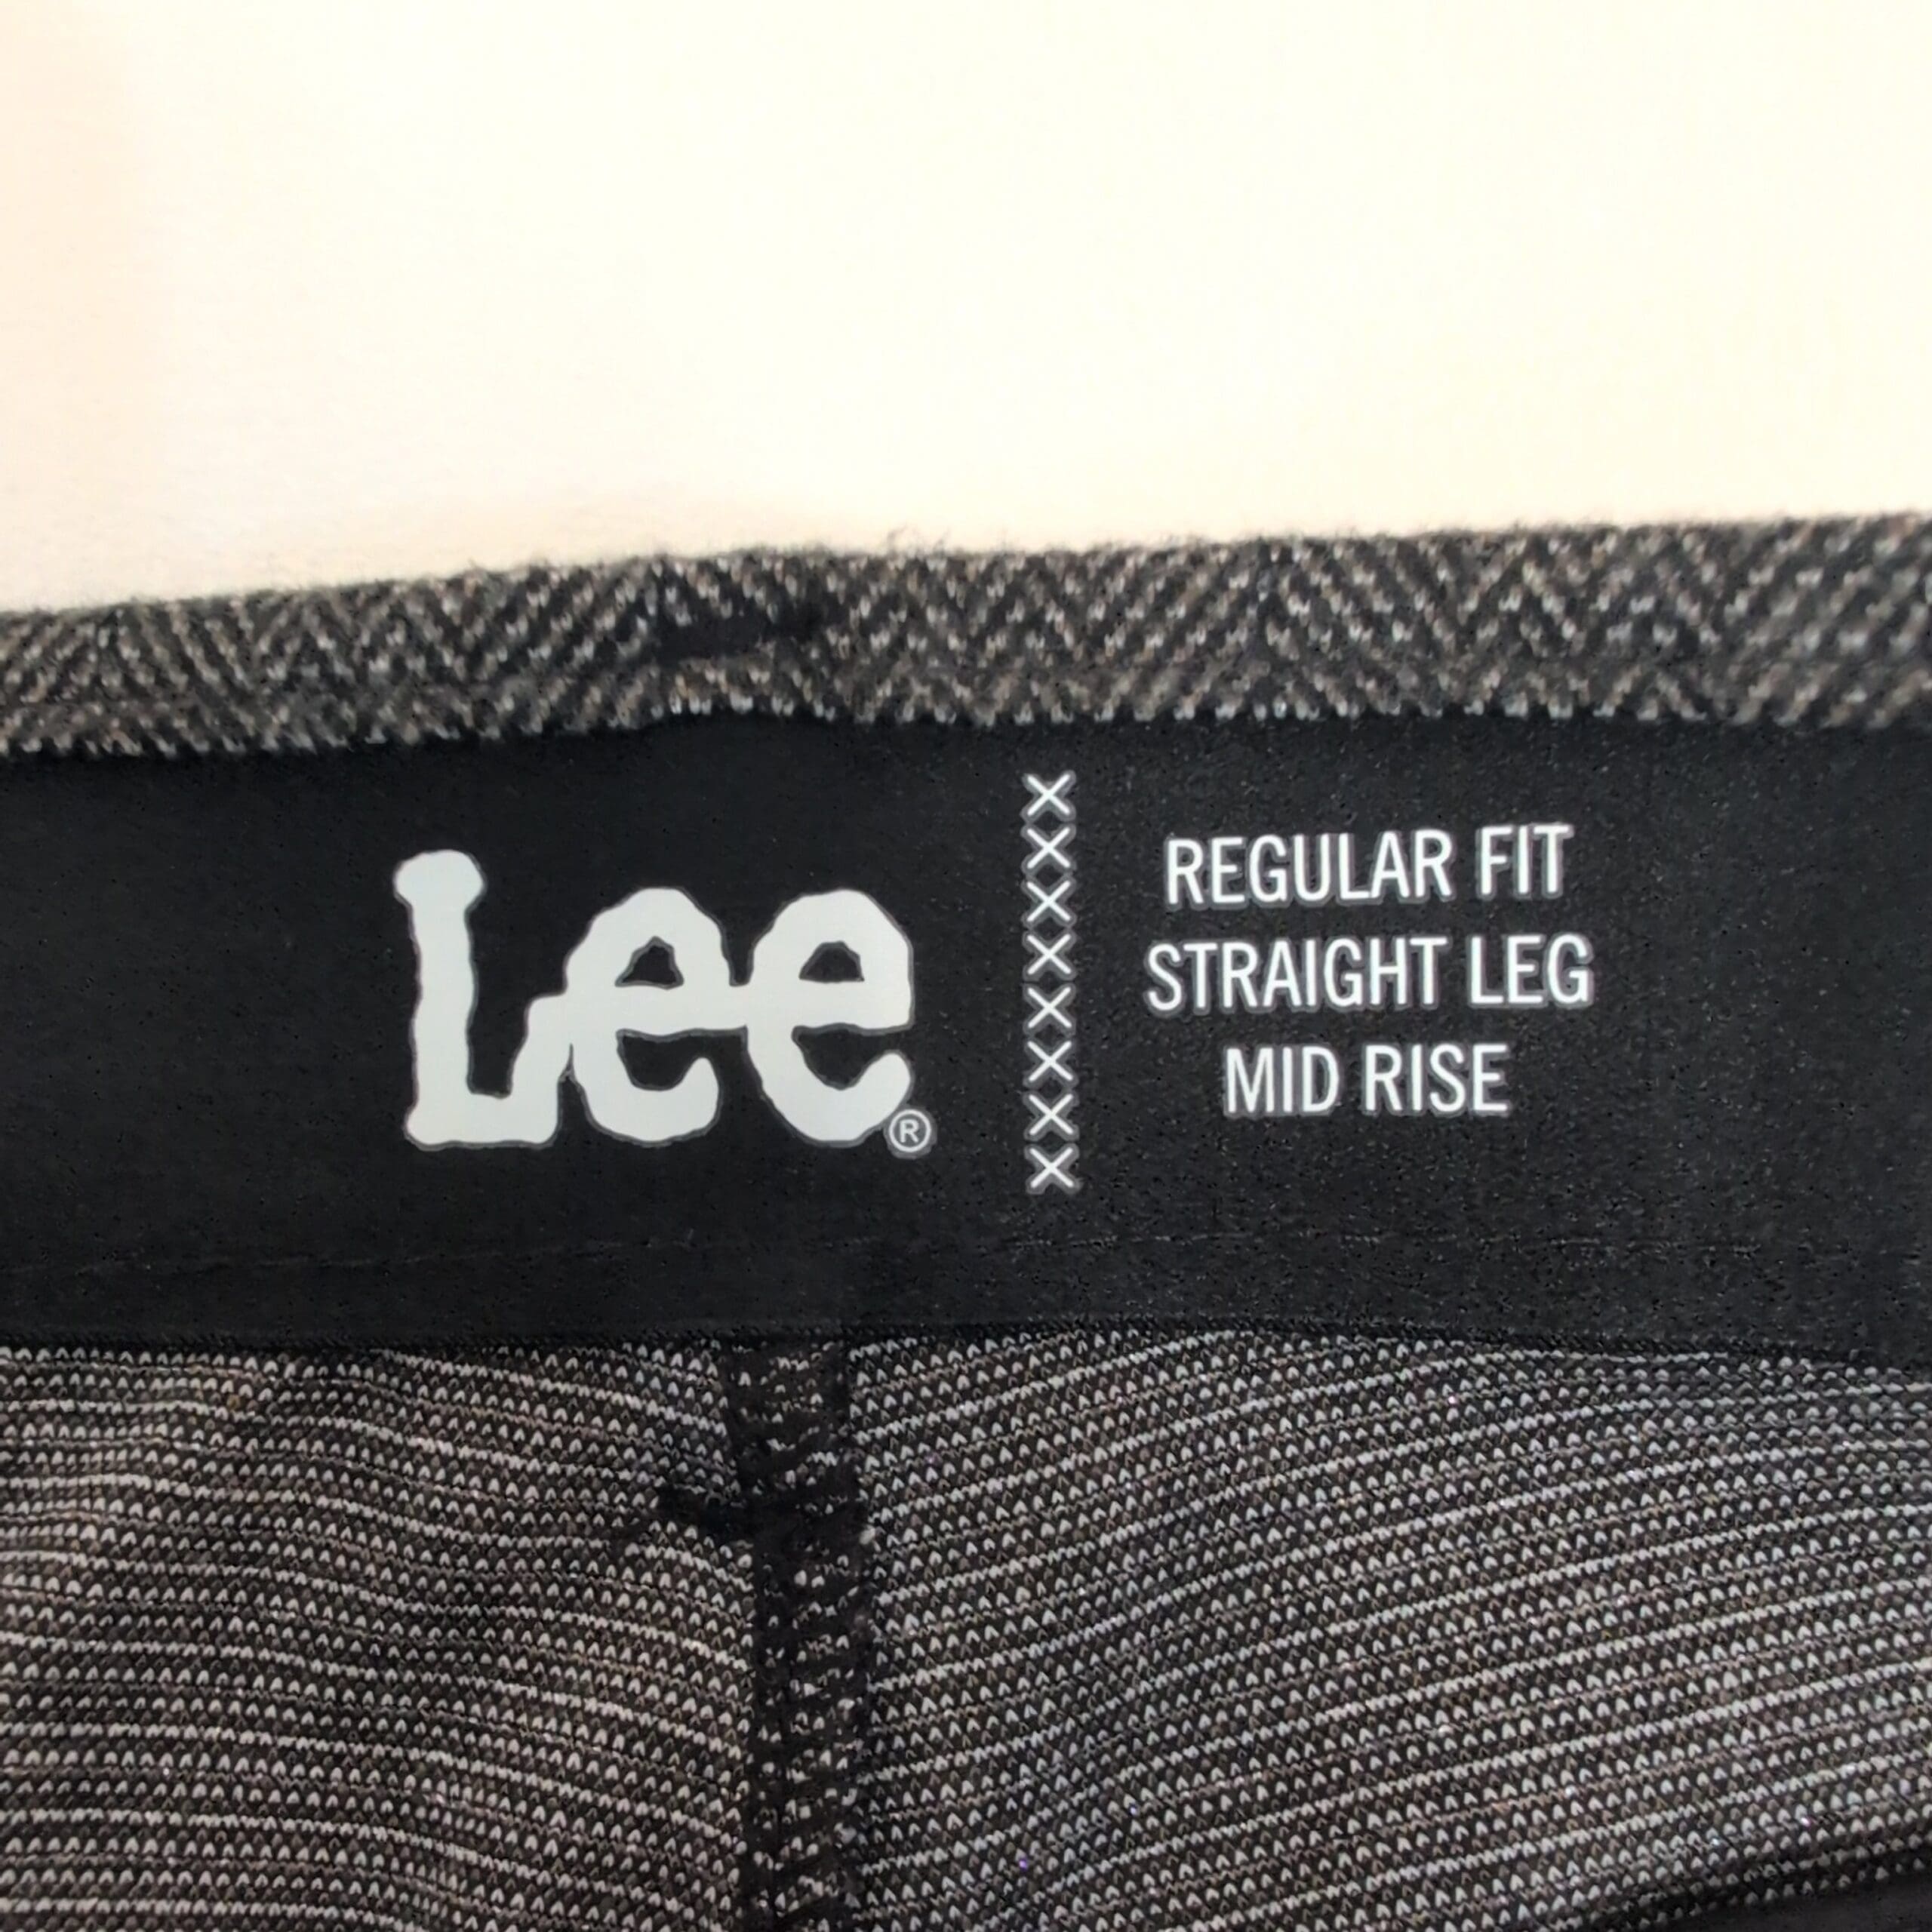 Lee®
REGULAR FIT
STRAIGHT LEG
MID RISE